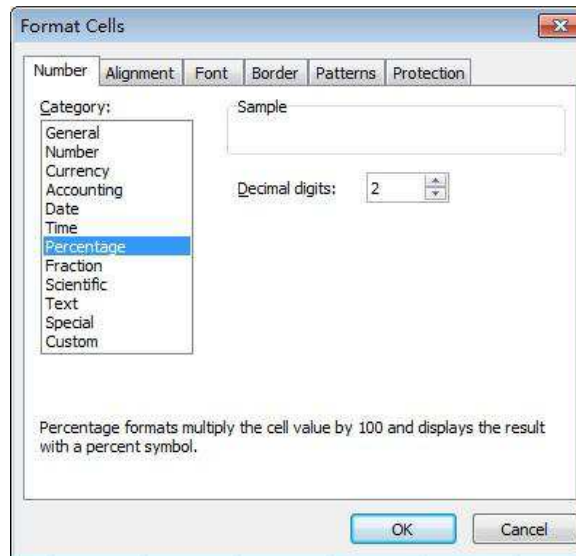 Format Cells
Number Alignment Font Border Patterns Protection
Category:
General
Number
Currency
Accounting
Date
Time
Percentage
Fraction
Scientific
Text
Special
Custom
Sample
Decimal digits: 2
Percentage formats multiply the cell value by 100 and displays the result
with a percent symbol.
OK Cancel